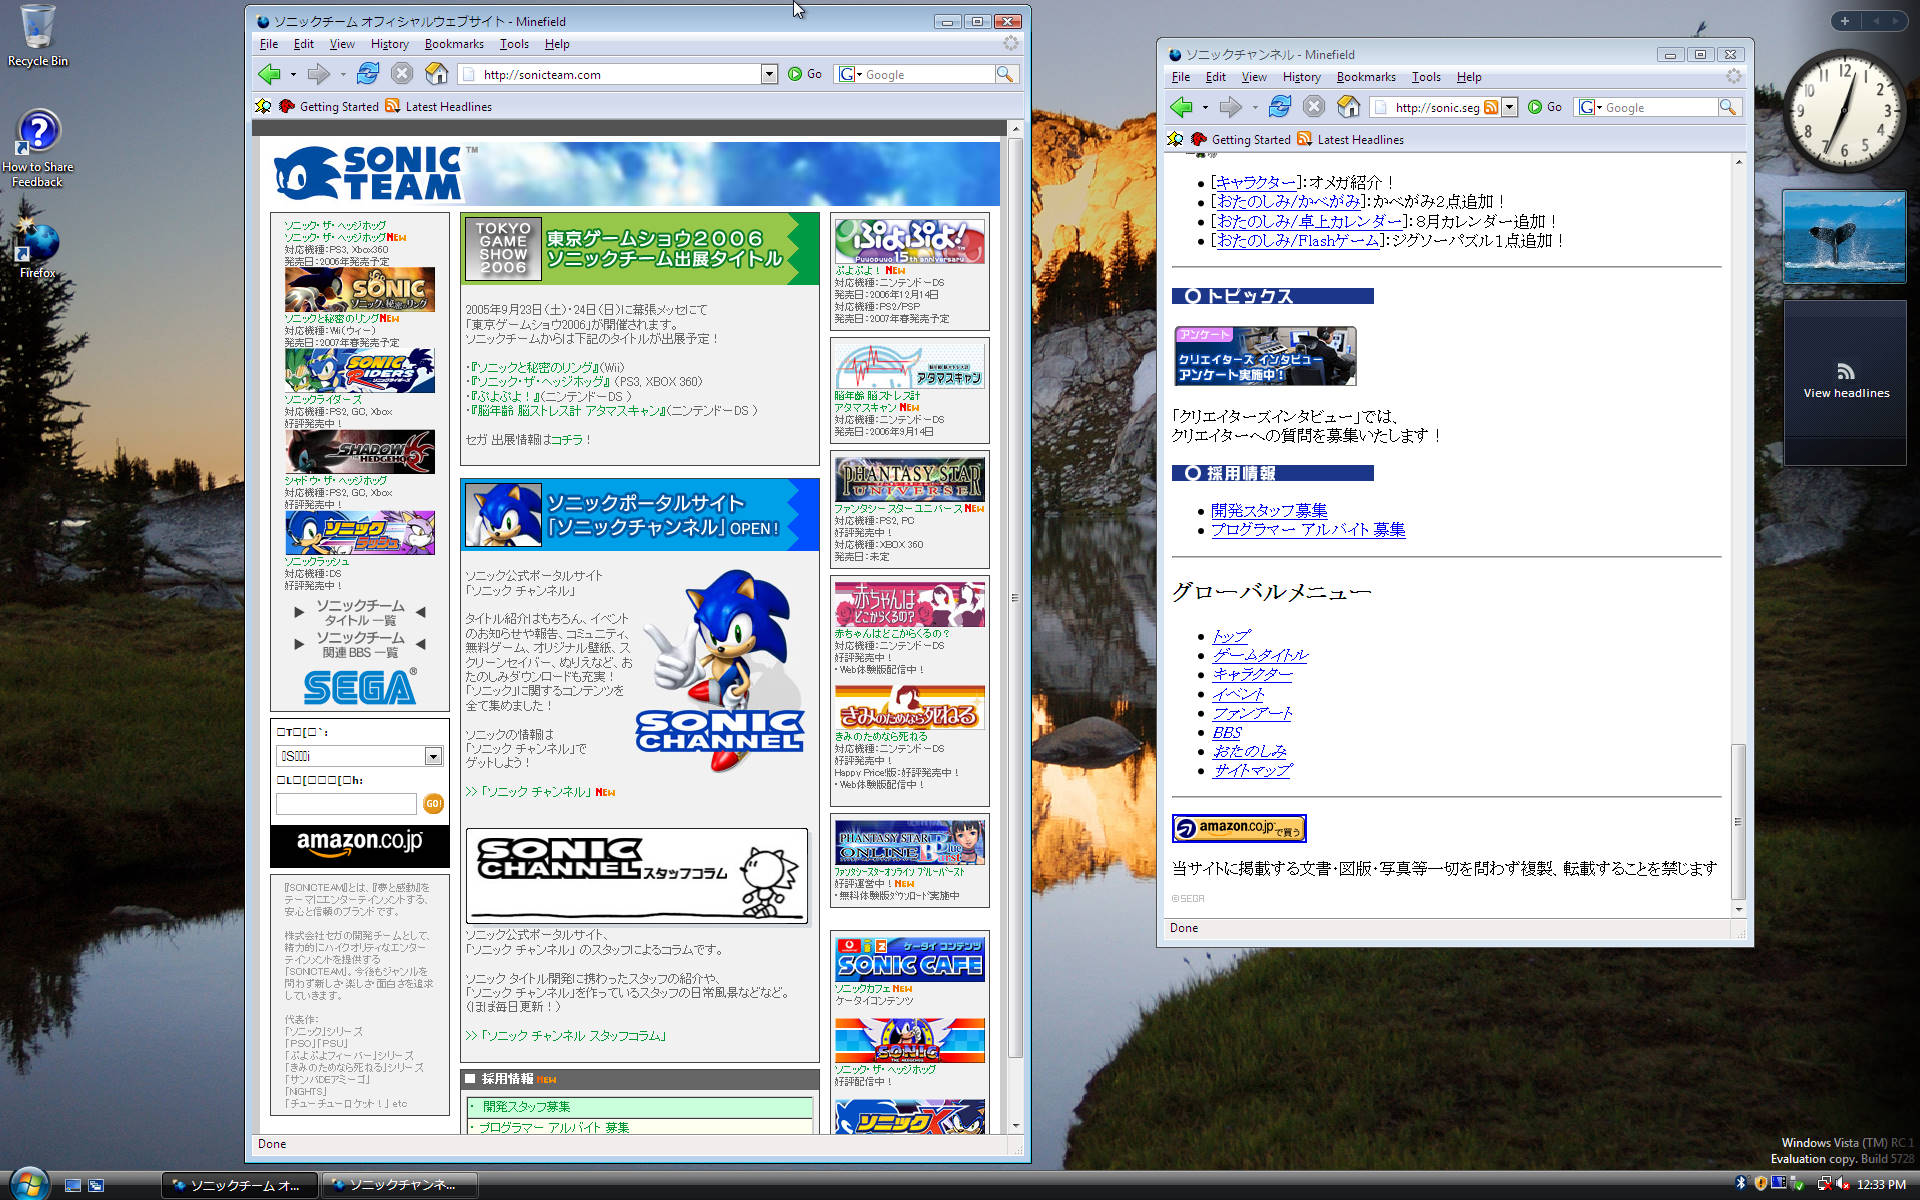 Recycle Bin
How to Share Feedback
Firefox
ソニックチーム オフィシャルウェブサイト - Minefield
File Edit View History Bookmarks Tools Help
http://sonicteam.com
Go
Google
Getting Started
Latest Headlines
SONIC TEAM™
ソニック・ザ・ヘッジホッグ
ソニック・ザ・ヘッジホッグNEW
対応機種：PS3, Xbox360
発売日：2006年発売予定
SONIC
ソニックと秘密のリング
ソニックと秘密のリングNEW
対応機種：Wii（ウィー）
発売日：2007年春発売予定
SONIC RIDERS
ソニックライダーズ
対応機種：PS2, GC, Xbox
好評発売中！
SHADOW THE HEDGEHOG
シャドウ・ザ・ヘッジホッグ
対応機種：PS2, GC, Xbox
好評発売中！
ソニックラッシュ
ソニックラッシュ
対応機種：DS
好評発売中！
ソニックチーム
タイトル 一覧
ソニックチーム
関連 BBS 一覧
SEGA®
GO!
amazon.co.jp
『SONICTEAM』とは、『夢と感動』を
テーマにエンターテインメントする、
安心と信頼のブランドです。
株式会社セガの開発チームとして、
精力的にハイクオリティなエンター
テインメントを提供する
「SONICTEAM」。今後もジャンルを
問わず新しさ・楽しさ・面白さを追求
していきます。
代表作：
「ソニック」シリーズ
「PSO」「PSU」
「ぷよぷよフィーバー」シリーズ
「きみのためなら死ねる」シリーズ
「サンバDEアミーゴ」
「NiGHTS」
「チューチューロケット！」 etc
TOKYO GAME SHOW 2006
東京ゲームショウ2006
ソニックチーム出展タイトル
2005年9月23日（土）・24日（日）に幕張メッセにて
「東京ゲームショウ2006」が開催されます。
ソニックチームからは下記のタイトルが出展予定！
・『ソニックと秘密のリング』（Wii）
・『ソニック・ザ・ヘッジホッグ』 （PS3, XBOX 360）
・『ぷよぷよ！』（ニンテンドーDS ）
・『脳年齢 脳ストレス計 アタマスキャン』（ニンテンドーDS ）
セガ 出展情報はコチラ！
ソニックポータルサイト
「ソニックチャンネル」OPEN！
ソニック公式ポータルサイト
「ソニック チャンネル」
タイトル紹介はもちろん、イベント
のお知らせや報告、コミュニティ、
無料ゲーム、オリジナル壁紙、ス
クリーンセイバー、ぬりえなど、お
たのしみダウンロードも充実！
「ソニック」に関するコンテンツを
全て集めました！
ソニックの情報は
「ソニック チャンネル」で
ゲットしよう！
>> 「ソニック チャンネル」 NEW
SONIC CHANNEL
SONIC CHANNEL スタッフコラム
ソニック公式ポータルサイト、
「ソニック チャンネル」 のスタッフによるコラムです。
ソニック タイトル開発に携わったスタッフの紹介や、
「ソニック チャンネル」を作っているスタッフの日常風景などなど。
（ほぼ毎日更新！）
>> 「ソニック チャンネル スタッフコラム」
採用情報 NEW
・ 開発スタッフ募集
・ プログラマー アルバイト 募集
ぷよぷよ！
Puyopuyo 15th anniversary
ぷよぷよ！ NEW
対応機種：ニンテンドーDS
発売日：2006年12月14日
対応機種：PS2/PSP
発売日：2007年春発売予定
アタマスキャン
脳年齢 脳ストレス計
アタマスキャン NEW
対応機種：ニンテンドーDS
発売日：2006年9月14日
PHANTASY STAR UNIVERSE
ファンタシースター ユニバース NEW
対応機種：PS2, PC
好評発売中！
対応機種：XBOX 360
発売日：未定
赤ちゃんはどこからくるの？
赤ちゃんはどこからくるの？
対応機種：ニンテンドーDS
好評発売中！
・Web体験版配信中！
きみのためなら死ねる
きみのためなら死ねる
対応機種：ニンテンドーDS
好評発売中！
Happy Price!版：好評発売中！
・Web体験版配信中！
PHANTASY STAR ONLINE Blue Burst
ファンタシースターオンライン ブルーバースト
好評運営中！NEW
・無料体験版ダウンロード実施中
ケータイ コンテンツ
SONIC CAFE
ソニックカフェ NEW
ケータイコンテンツ
SONIC THE HEDGEHOG
ソニック・ザ・ヘッジホッグ
好評配信中！
ソニックX
Done
ソニックチャンネル - Minefield
File Edit View History Bookmarks Tools Help
http://sonic.seg
Go
Google
Getting Started
Latest Headlines
[キャラクター]：オメガ紹介！
[おたのしみ/かべがみ]：かべがみ2点追加！
[おたのしみ/卓上カレンダー]：8月カレンダー追加！
[おたのしみ/Flashゲーム]：ジグソーパズル1点追加！
トピックス
アンケート
クリエイターズ インタビュー
アンケート実施中！
「クリエイターズインタビュー」では、
クリエイターへの質問を募集いたします！
採用情報
開発スタッフ募集
プログラマー アルバイト 募集
グローバルメニュー
トップ
ゲームタイトル
キャラクター
イベント
ファンアート
BBS
おたのしみ
サイトマップ
amazon.co.jp で買う
当サイトに掲載する文書・図版・写真等一切を問わず複製、転載することを禁じます
©SEGA
Done
12 1 2 3 4 5 6 7
View headlines
Windows Vista (TM) RC 1
Evaluation copy. Build 5728
ソニックチーム オ...
ソニックチャンネ...
12:33 PM